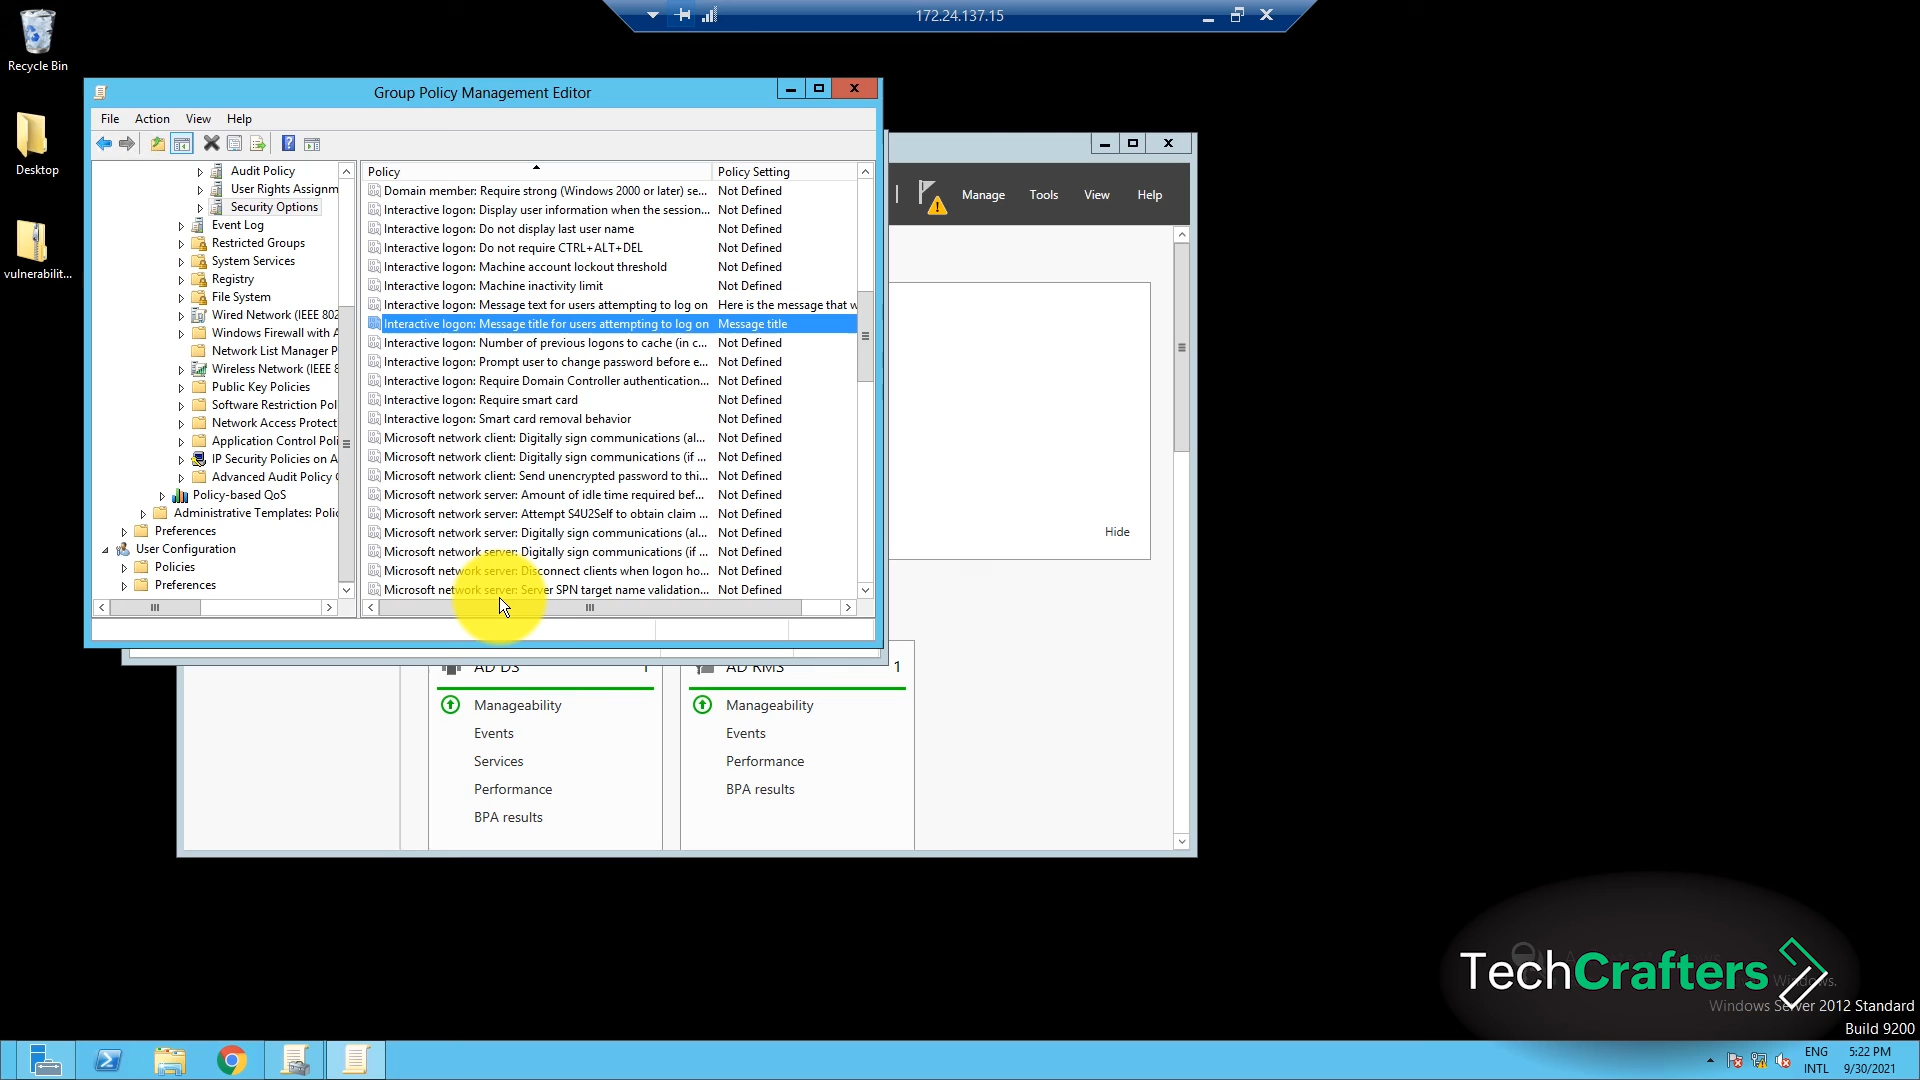 172.24.137.15
Recycle Bin
Desktop
vulnerabilit...
Group Policy Management Editor
File Action View Help
Audit Policy
User Rights Assignm
Security Options
Event Log
Restricted Groups
System Services
Registry
File System
Wired Network (IEEE 802
Windows Firewall with A
Network List Manager P
Wireless Network (IEEE 8
Public Key Policies
Software Restriction Pol
Network Access Protect
Application Control Poli
IP Security Policies on A
Advanced Audit Policy C
Policy-based QoS
Administrative Templates: Polic
Preferences
User Configuration
Policies
Preferences
Policy Policy Setting
Domain member: Require strong (Windows 2000 or later) se... Not Defined
Interactive logon: Display user information when the session... Not Defined
Interactive logon: Do not display last user name Not Defined
Interactive logon: Do not require CTRL+ALT+DEL Not Defined
Interactive logon: Machine account lockout threshold Not Defined
Interactive logon: Machine inactivity limit Not Defined
Interactive logon: Message text for users attempting to log on Here is the message that w
Interactive logon: Message title for users attempting to log on Message title
Interactive logon: Number of previous logons to cache (in c... Not Defined
Interactive logon: Prompt user to change password before e... Not Defined
Interactive logon: Require Domain Controller authentication... Not Defined
Interactive logon: Require smart card Not Defined
Interactive logon: Smart card removal behavior Not Defined
Microsoft network client: Digitally sign communications (al... Not Defined
Microsoft network client: Digitally sign communications (if ... Not Defined
Microsoft network client: Send unencrypted password to thi... Not Defined
Microsoft network server: Amount of idle time required bef... Not Defined
Microsoft network server: Attempt S4U2Self to obtain claim ... Not Defined
Microsoft network server: Digitally sign communications (al... Not Defined
Microsoft network server: Digitally sign communications (if ... Not Defined
Microsoft network server: Disconnect clients when logon ho... Not Defined
Microsoft network server: Server SPN target name validation... Not Defined
Manage Tools View Help
Hide
AD DS 1
Manageability
Events
Services
Performance
BPA results
AD RMS 1
Manageability
Events
Performance
BPA results
TechCrafters
Windows Server 2012 Standard
Build 9200
ENG
INTL
5:22 PM
9/30/2021